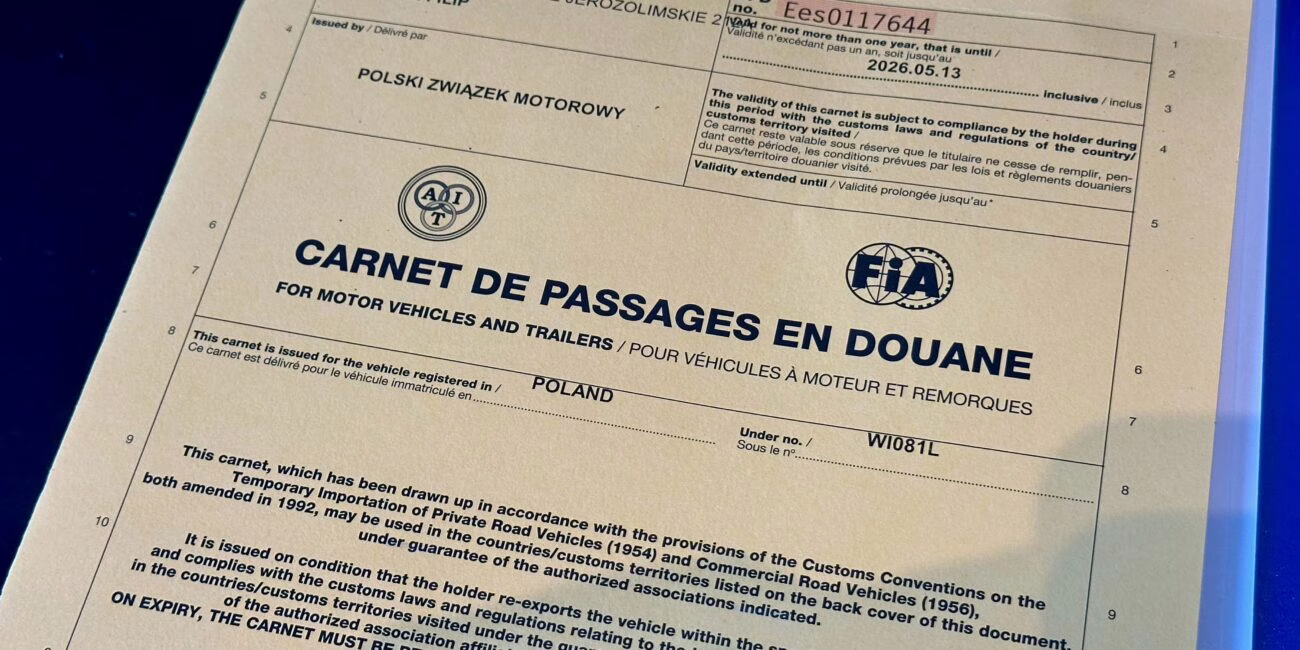 FILIP
JEROZOLIMSKIE 2
no. Ees0117644
Valid for not more than one year, that is until /
Validité n'excédant pas un an, soit jusqu'au
2026.05.13
inclusive / inclus
Issued by / Délivré par
POLSKI ZWIĄZEK MOTOROWY
The validity of this carnet is subject to compliance by the holder during
this period with the customs laws and regulations of the country/
customs territory visited /
Ce carnet reste valable sous réserve que le titulaire ne cesse de remplir, pen-
dant cette période, les conditions prévues par les lois et règlements douaniers
du pays/territoire douanier visité.
Validity extended until / Validité prolongée jusqu'au*
A I T
FiA
CARNET DE PASSAGES EN DOUANE
FOR MOTOR VEHICLES AND TRAILERS / POUR VÉHICULES À MOTEUR ET REMORQUES
This carnet is issued for the vehicle registered in / POLAND
Ce carnet est délivré pour le véhicule immatriculé en
Under no. / WI081L
Sous le n°
This carnet, which has been drawn up in accordance with the provisions of the Customs Conventions on the
Temporary Importation of Private Road Vehicles (1954) and Commercial Road Vehicles (1956),
both amended in 1992, may be used in the countries/customs territories listed on the back cover of this document,
under guarantee of the authorized associations indicated.
It is issued on condition that the holder re-exports the vehicle within the
and complies with the customs laws and regulations relating to the
in the countries/customs territories visited under the
of the authorized association
ON EXPIRY, THE CARNET MUST BE
4
5
6
7
8
9
10
1
2
3
4
5
6
7
8
9